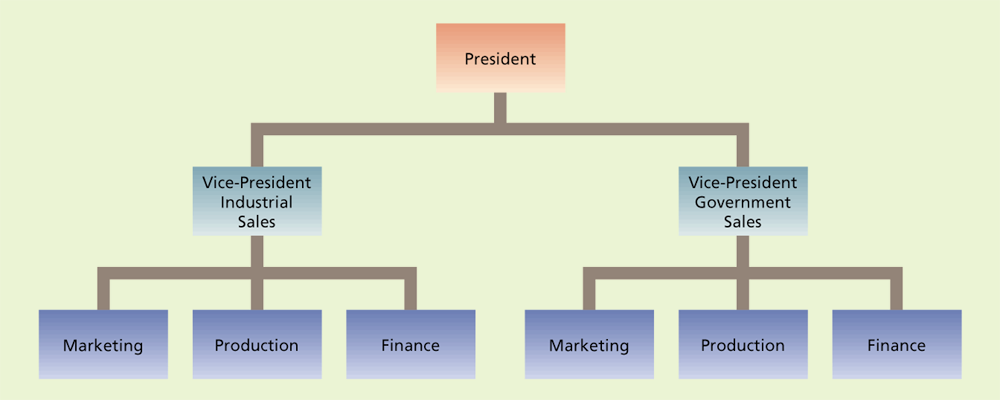 President
Vice-President
Industrial
Sales
Vice-President
Government
Sales
Marketing
Production
Finance
Marketing
Production
Finance